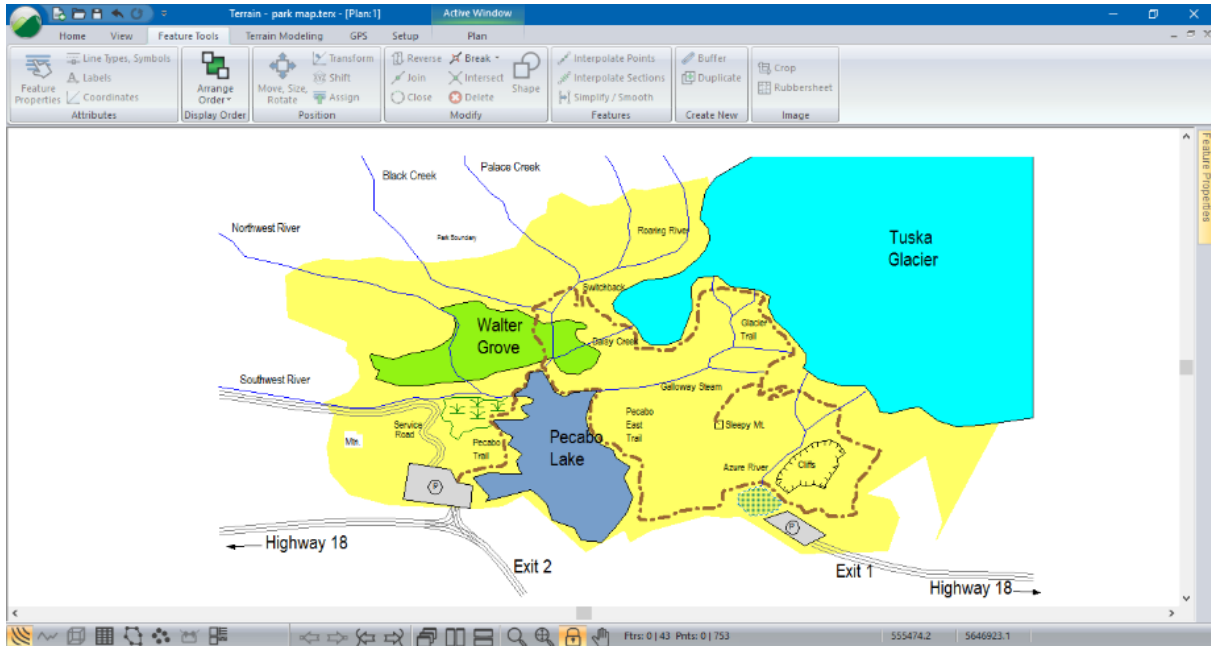 Terrain - park map.terx - [Plan:1]
Active Window
Home
View
Feature Tools
Terrain Modeling
GPS
Setup
Plan
Feature
Properties
Line Types, Symbols
Labels
Coordinates
Attributes
Arrange
Order
Display Order
Move, Size,
Rotate
Transform
Shift
Assign
Position
Reverse
Join
Close
Break
Intersect
Delete
Shape
Modify
Interpolate Points
Interpolate Sections
Simplify / Smooth
Features
Buffer
Duplicate
Create New
Crop
Rubbersheet
Image
Feature Properties
Black Creek
Palace Creek
Northwest River
Park Boundary
Roaring River
Tuska
Glacier
Switchback
Walter
Grove
Daisy Creek
Glacier
Trail
Southwest River
Galloway Steam
Service
Road
Mtn.
Pecabo
Trail
Pecabo
Lake
Pecabo
East
Trail
Sleepy Mt.
Azure River
Cliffs
P
P
Highway 18
Exit 2
Exit 1
Highway 18
Ftrs: 0 | 43 Pnts: 0 | 753
555474.2
5646923.1